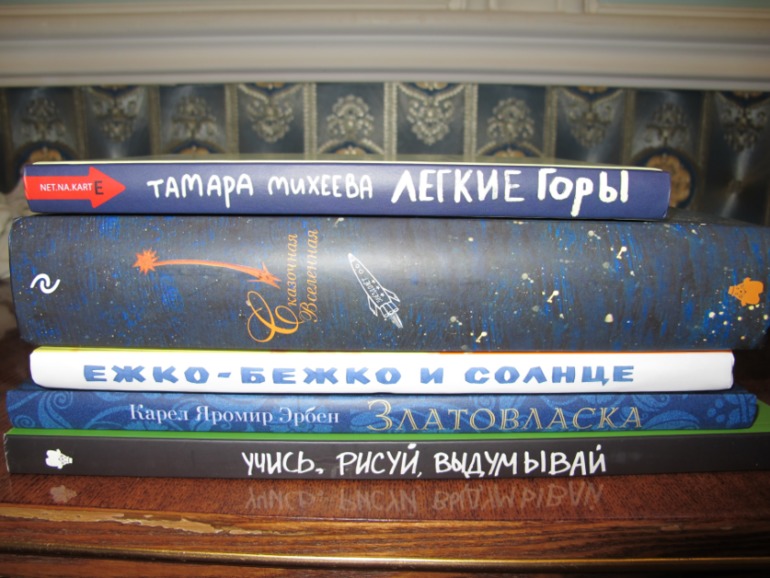 NET.NA.KARTE
ТАМАРА МИХЕЕВА ЛЕГКИЕ ГОРЫ
Сказочная
Вселенная
ЕЖКО-БЕЖКО И СОЛНЦЕ
Карел Яромир Эрбен ЗЛАТОВЛАСКА
УЧИСЬ, РИСУЙ, ВЫДУМЫВАЙ